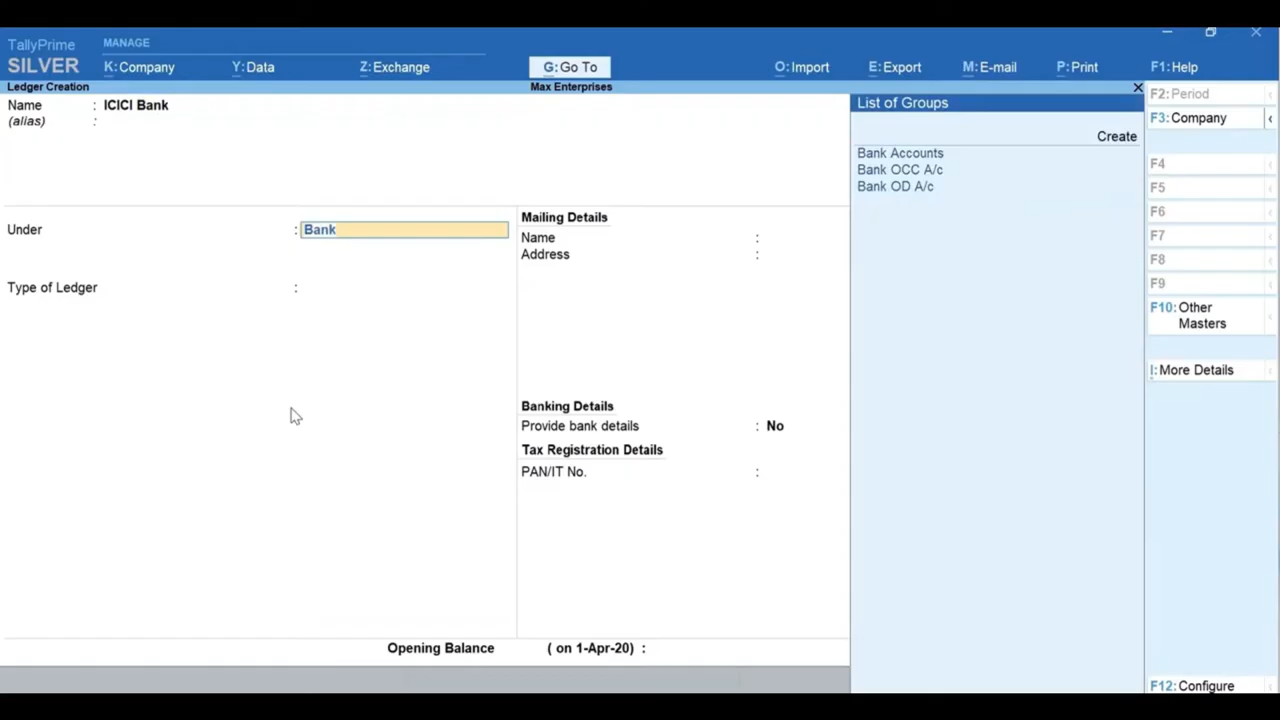 TallyPrime
SILVER
MANAGE
K:Company
Y:Data
Z:Exchange
G:Go To
O:Import
E:Export
M:E-mail
P:Print
F1:Help
Ledger Creation
Max Enterprises
Name : ICICI Bank
(alias) :
Under : Bank
Type of Ledger :
Mailing Details
Name :
Address :
Banking Details
Provide bank details : No
Tax Registration Details
PAN/IT No. :
Opening Balance ( on 1-Apr-20) :
List of Groups
Create
Bank Accounts
Bank OCC A/c
Bank OD A/c
F2:Period
F3:Company
F4
F5
F6
F7
F8
F9
F10:Other
Masters
I:More Details
F12:Configure